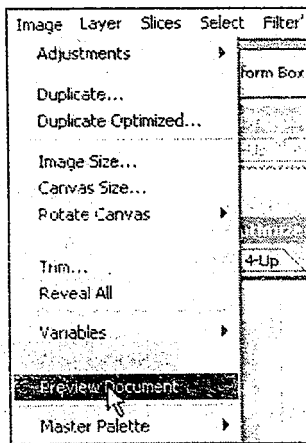 Image Layer Slices Select Filter
Adjustments
form Box
Duplicate...
Duplicate Optimized...
Image Size...
Canvas Size...
Rotate Canvas
4-Up
Trim...
Reveal All
Variables
Preview Document
Master Palette